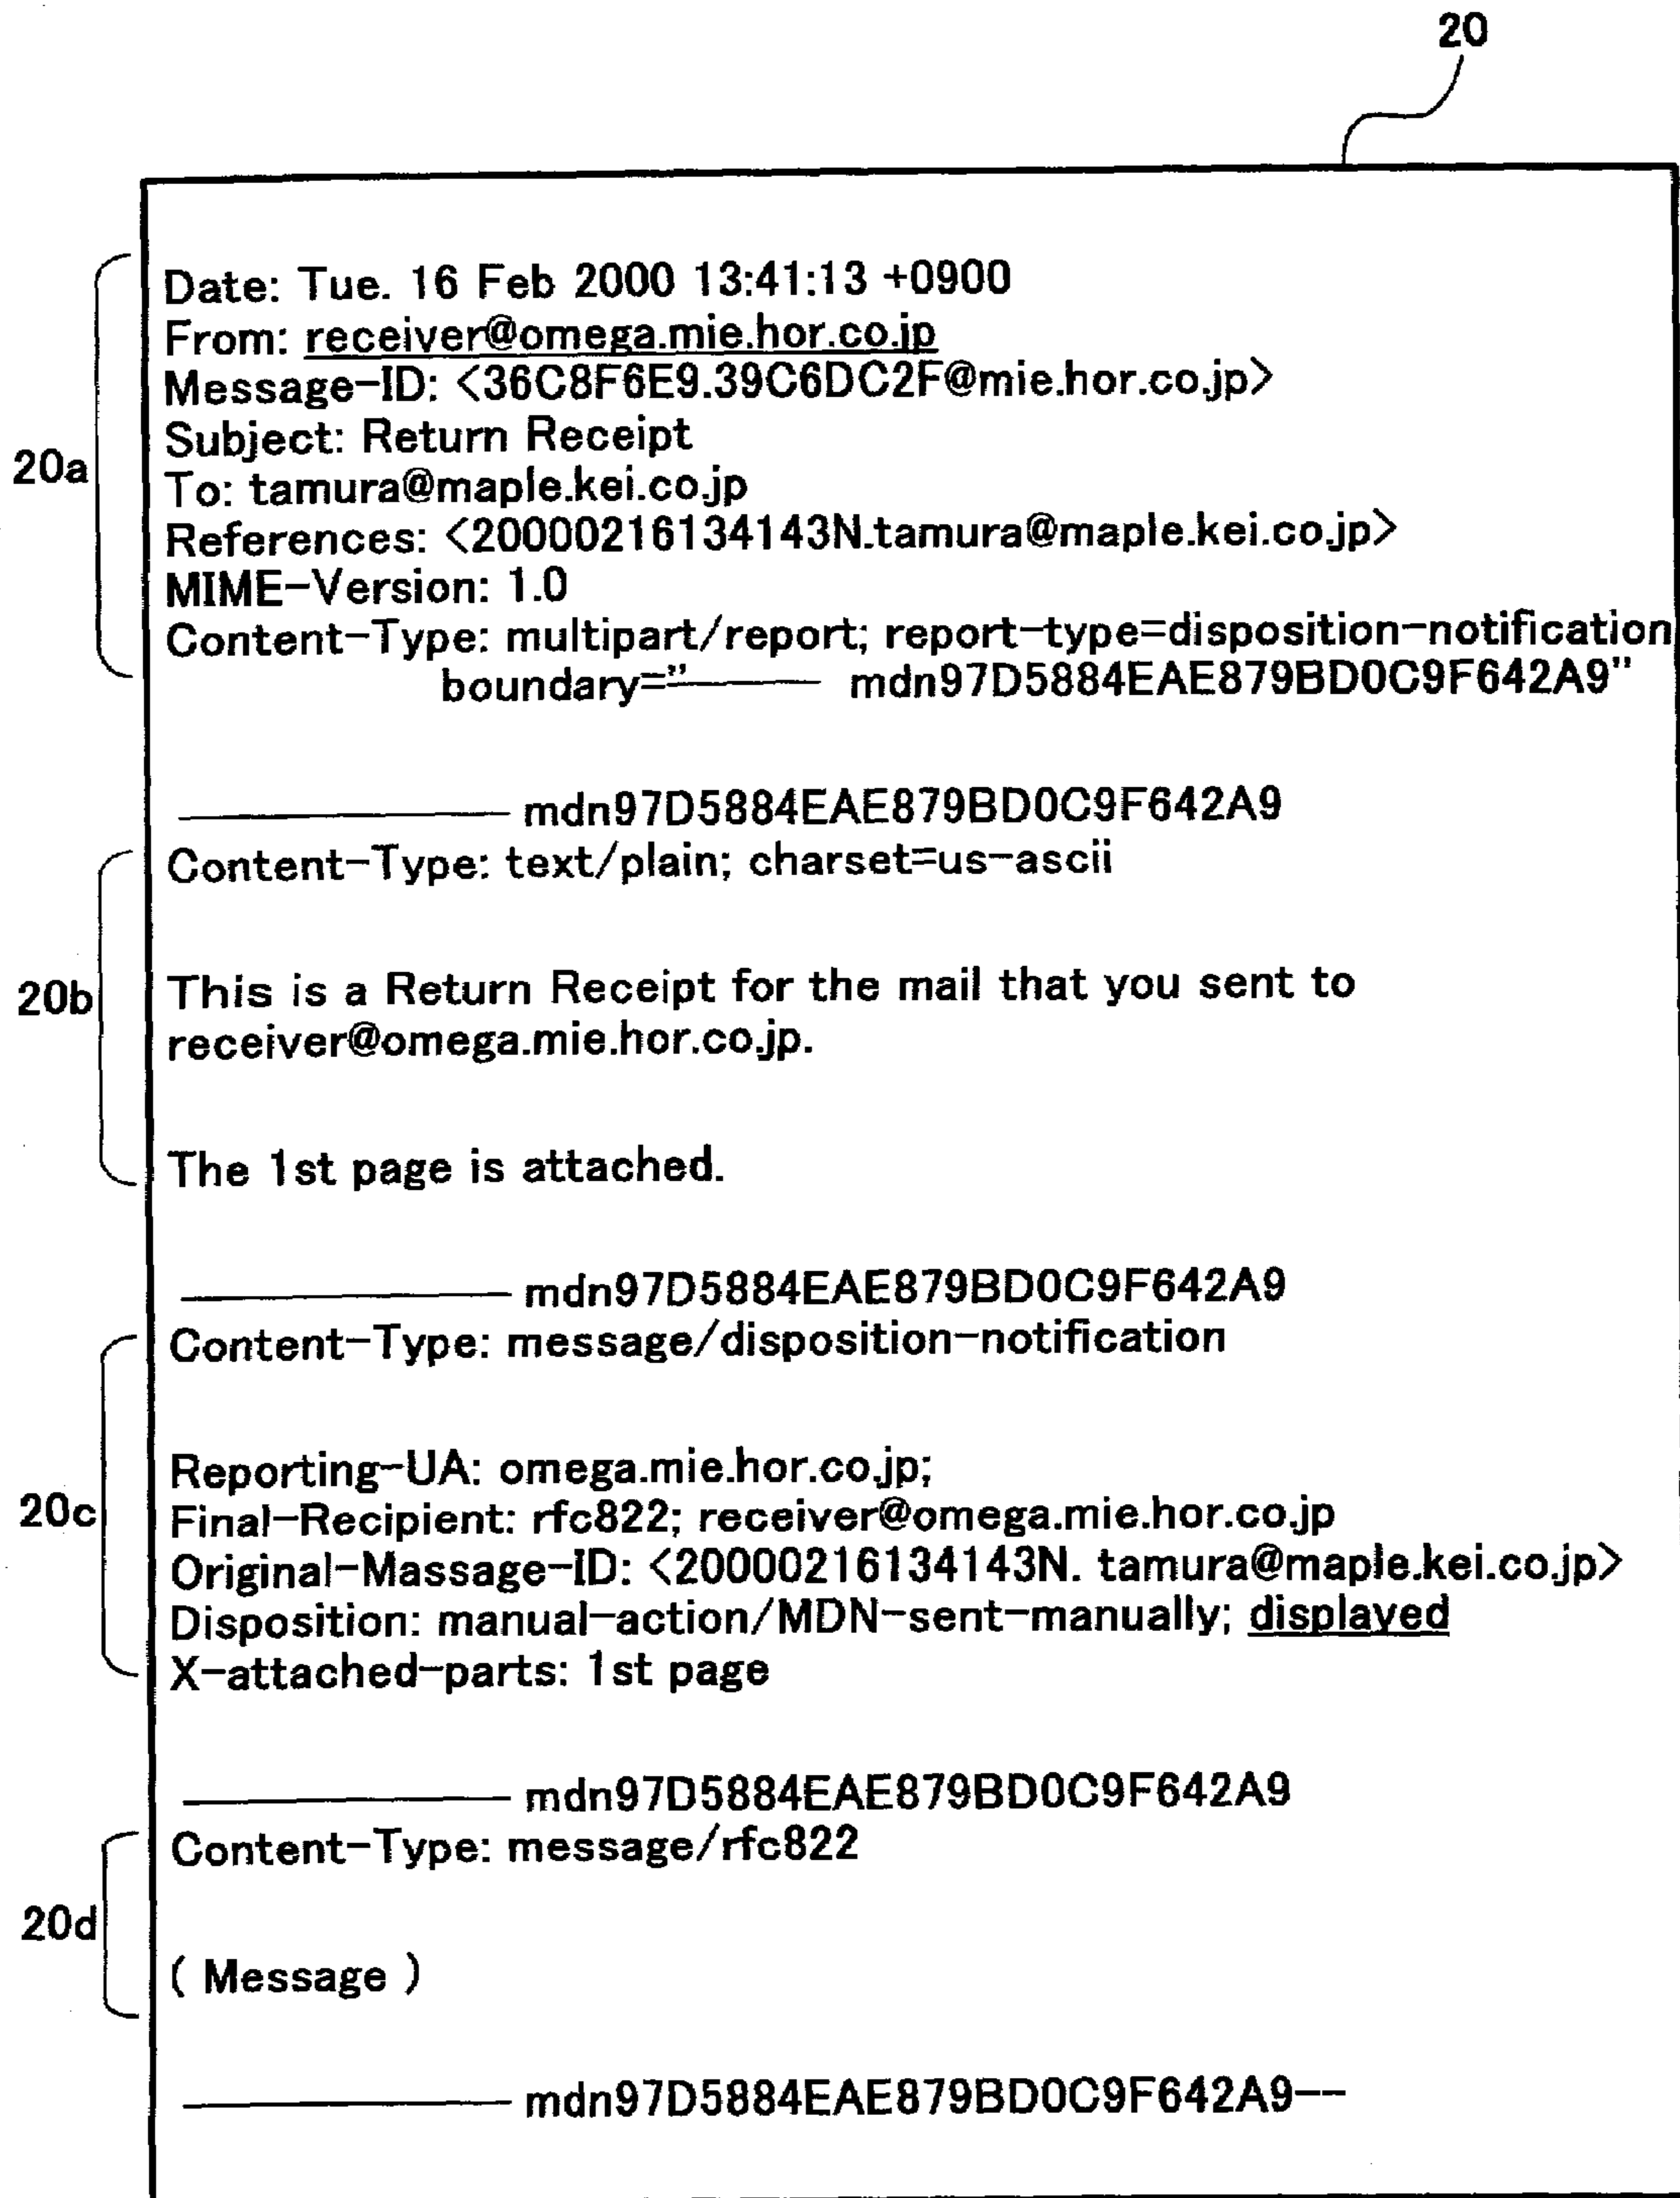 20
20a
Date: Tue. 16 Feb 2000 13:41:13 +0900
From: receiver@omega.mie.hor.co.jp
Message-ID: <36C8F6E9.39C6DC2F@mie.hor.co.jp>
Subject: Return Receipt
To: tamura@maple.kei.co.jp
References: <20000216134143N.tamura@maple.kei.co.jp>
MIME-Version: 1.0
Content-Type: multipart/report; report-type=disposition-notification
boundary="——— mdn97D5884EAE879BD0C9F642A9"
—————— mdn97D5884EAE879BD0C9F642A9
20b
Content-Type: text/plain; charset=us-ascii
This is a Return Receipt for the mail that you sent to
receiver@omega.mie.hor.co.jp.
The 1st page is attached.
—————— mdn97D5884EAE879BD0C9F642A9
20c
Content-Type: message/disposition-notification
Reporting-UA: omega.mie.hor.co.jp;
Final-Recipient: rfc822; receiver@omega.mie.hor.co.jp
Original-Massage-ID: <20000216134143N. tamura@maple.kei.co.jp>
Disposition: manual-action/MDN-sent-manually; displayed
X-attached-parts: 1st page
—————— mdn97D5884EAE879BD0C9F642A9
20d
Content-Type: message/rfc822
( Message )
—————— mdn97D5884EAE879BD0C9F642A9--